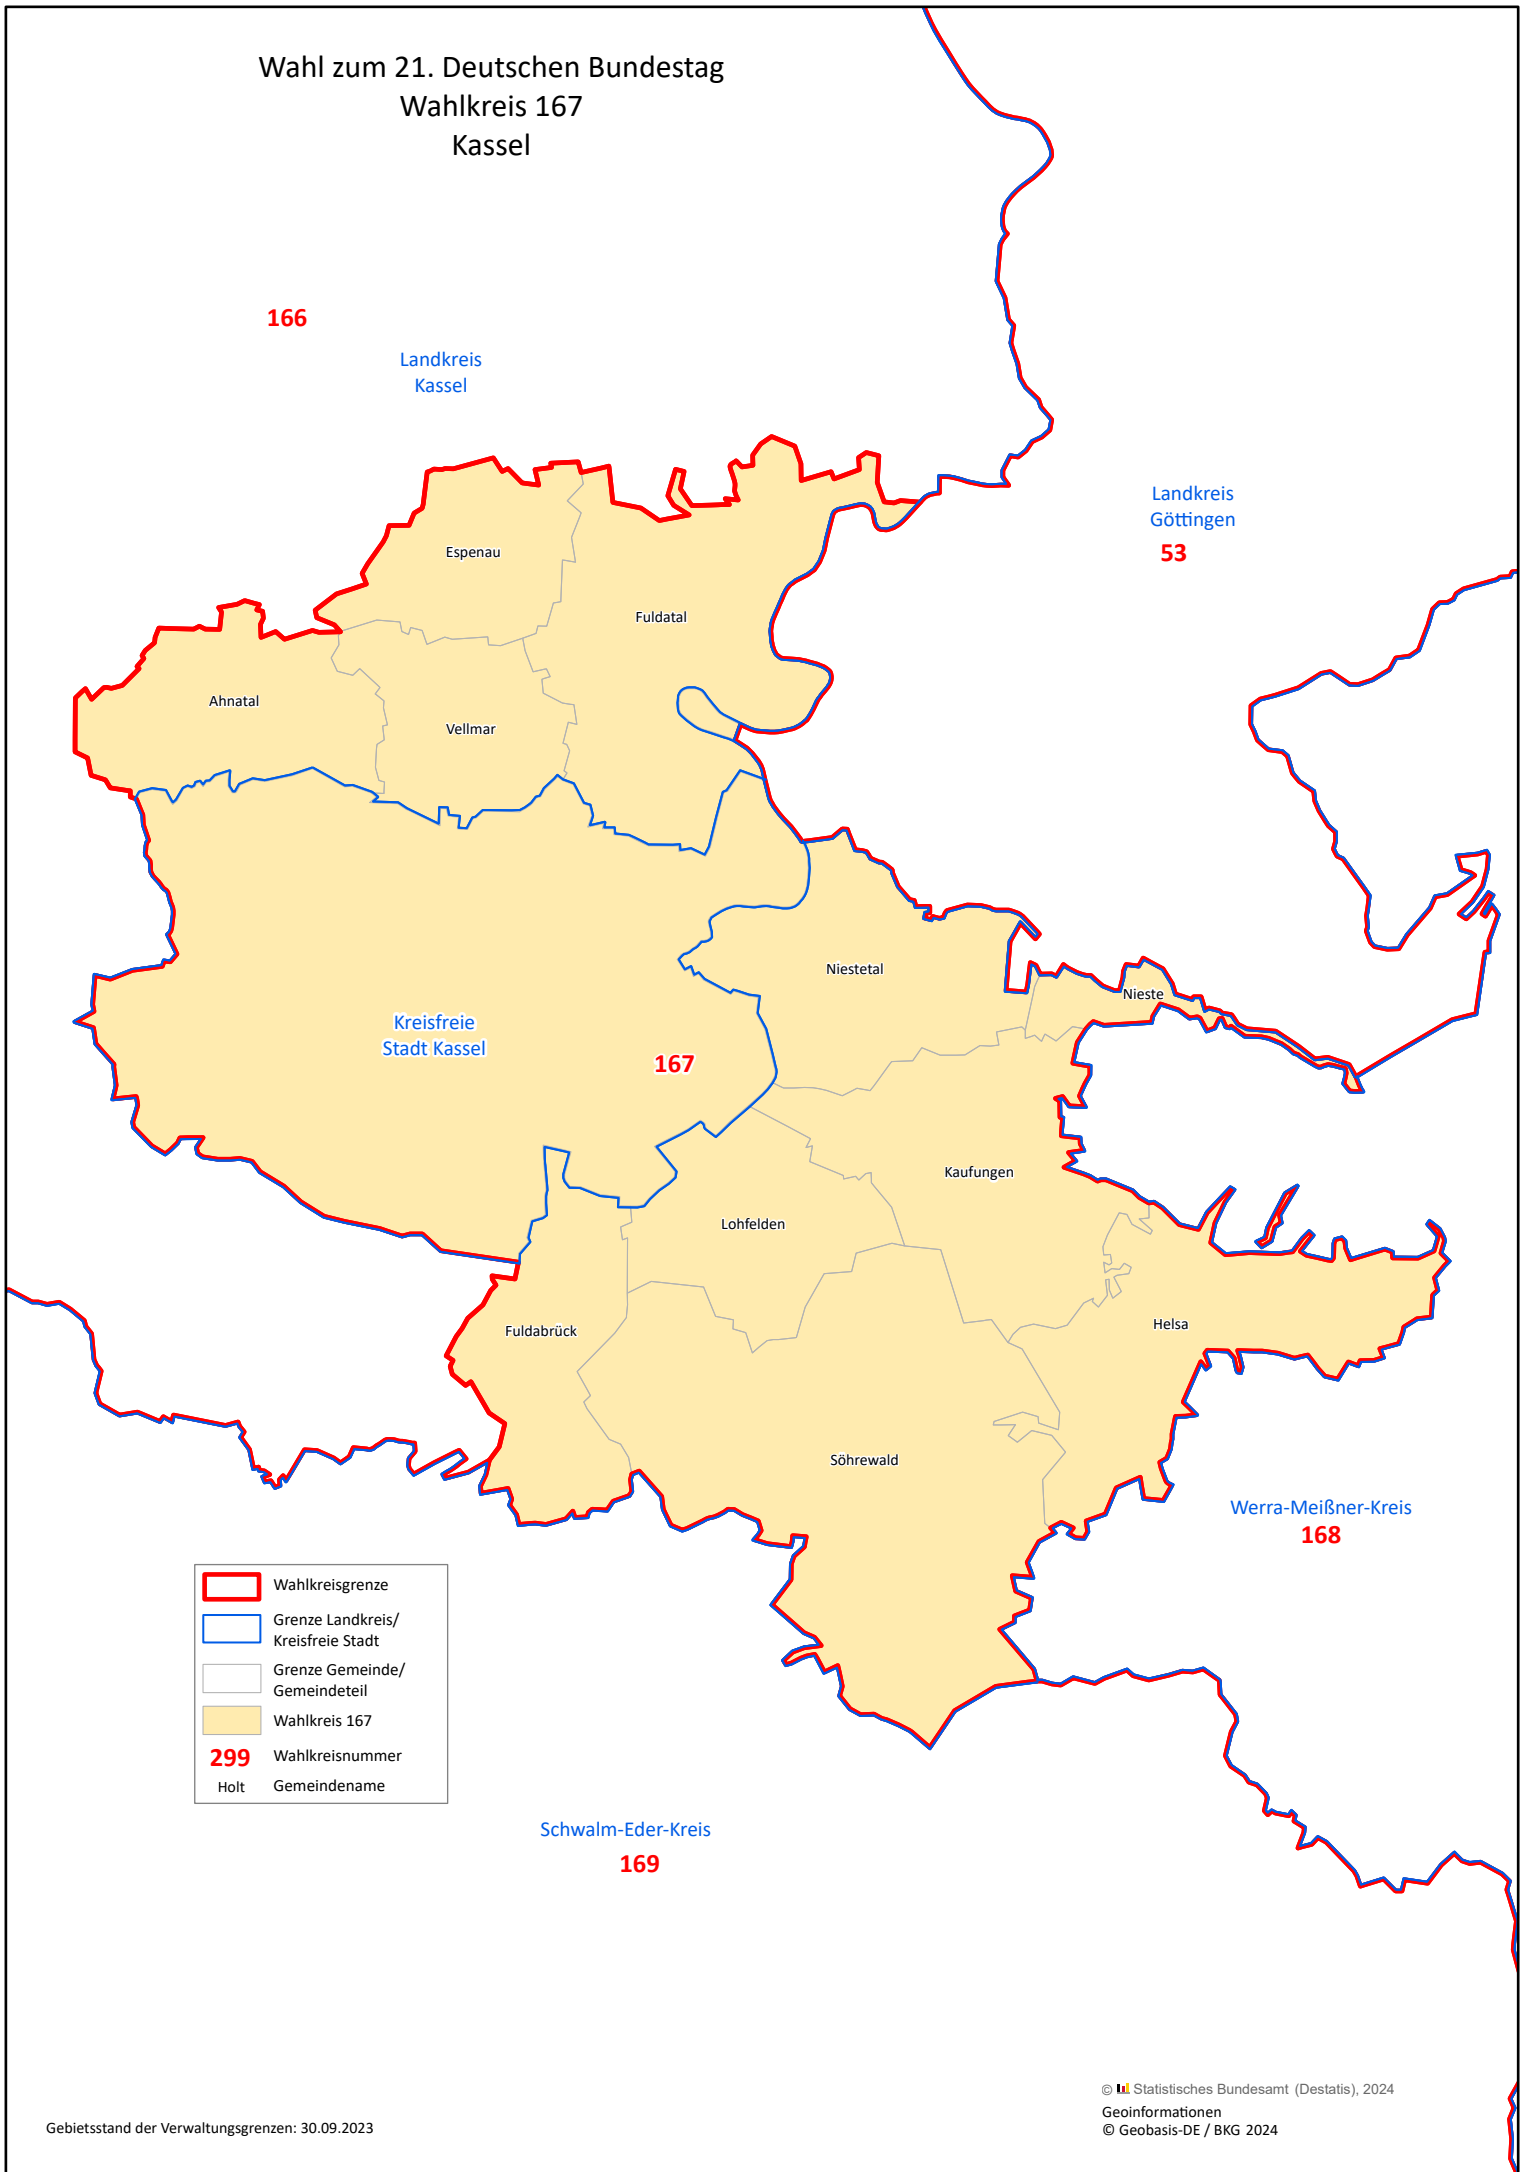 Wahl zum 21. Deutschen Bundestag
Wahlkreis 167
Kassel
166
Landkreis
Kassel
Landkreis
Göttingen
53
Espenau
Fuldatal
Ahnatal
Vellmar
Niestetal
Nieste
Kreisfreie
Stadt Kassel
167
Kaufungen
Lohfelden
Fuldabrück
Helsa
Söhrewald
Werra-Meißner-Kreis
168
Wahlkreisgrenze
Grenze Landkreis/
Kreisfreie Stadt
Grenze Gemeinde/
Gemeindeteil
Wahlkreis 167
299 Wahlkreisnummer
Holt Gemeindename
Schwalm-Eder-Kreis
169
© Statistisches Bundesamt (Destatis), 2024
Geoinformationen
© Geobasis-DE / BKG 2024
Gebietsstand der Verwaltungsgrenzen: 30.09.2023